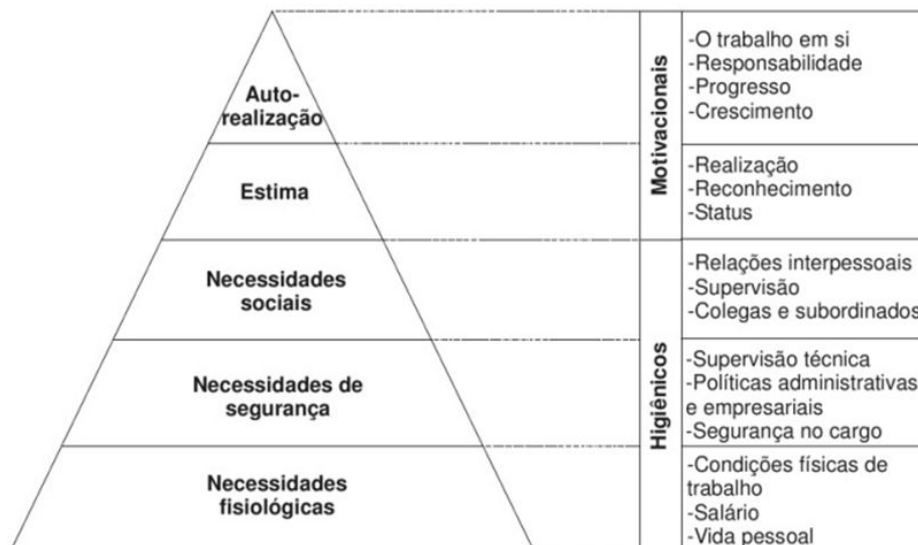 Auto-
realização
Estima
Necessidades
sociais
Necessidades de
segurança
Necessidades
fisiológicas
Motivacionais
Higiênicos
-O trabalho em si
-Responsabilidade
-Progresso
-Crescimento
-Realização
-Reconhecimento
-Status
-Relações interpessoais
-Supervisão
-Colegas e subordinados
-Supervisão técnica
-Políticas administrativas
e empresariais
-Segurança no cargo
-Condições físicas de
trabalho
-Salário
-Vida pessoal